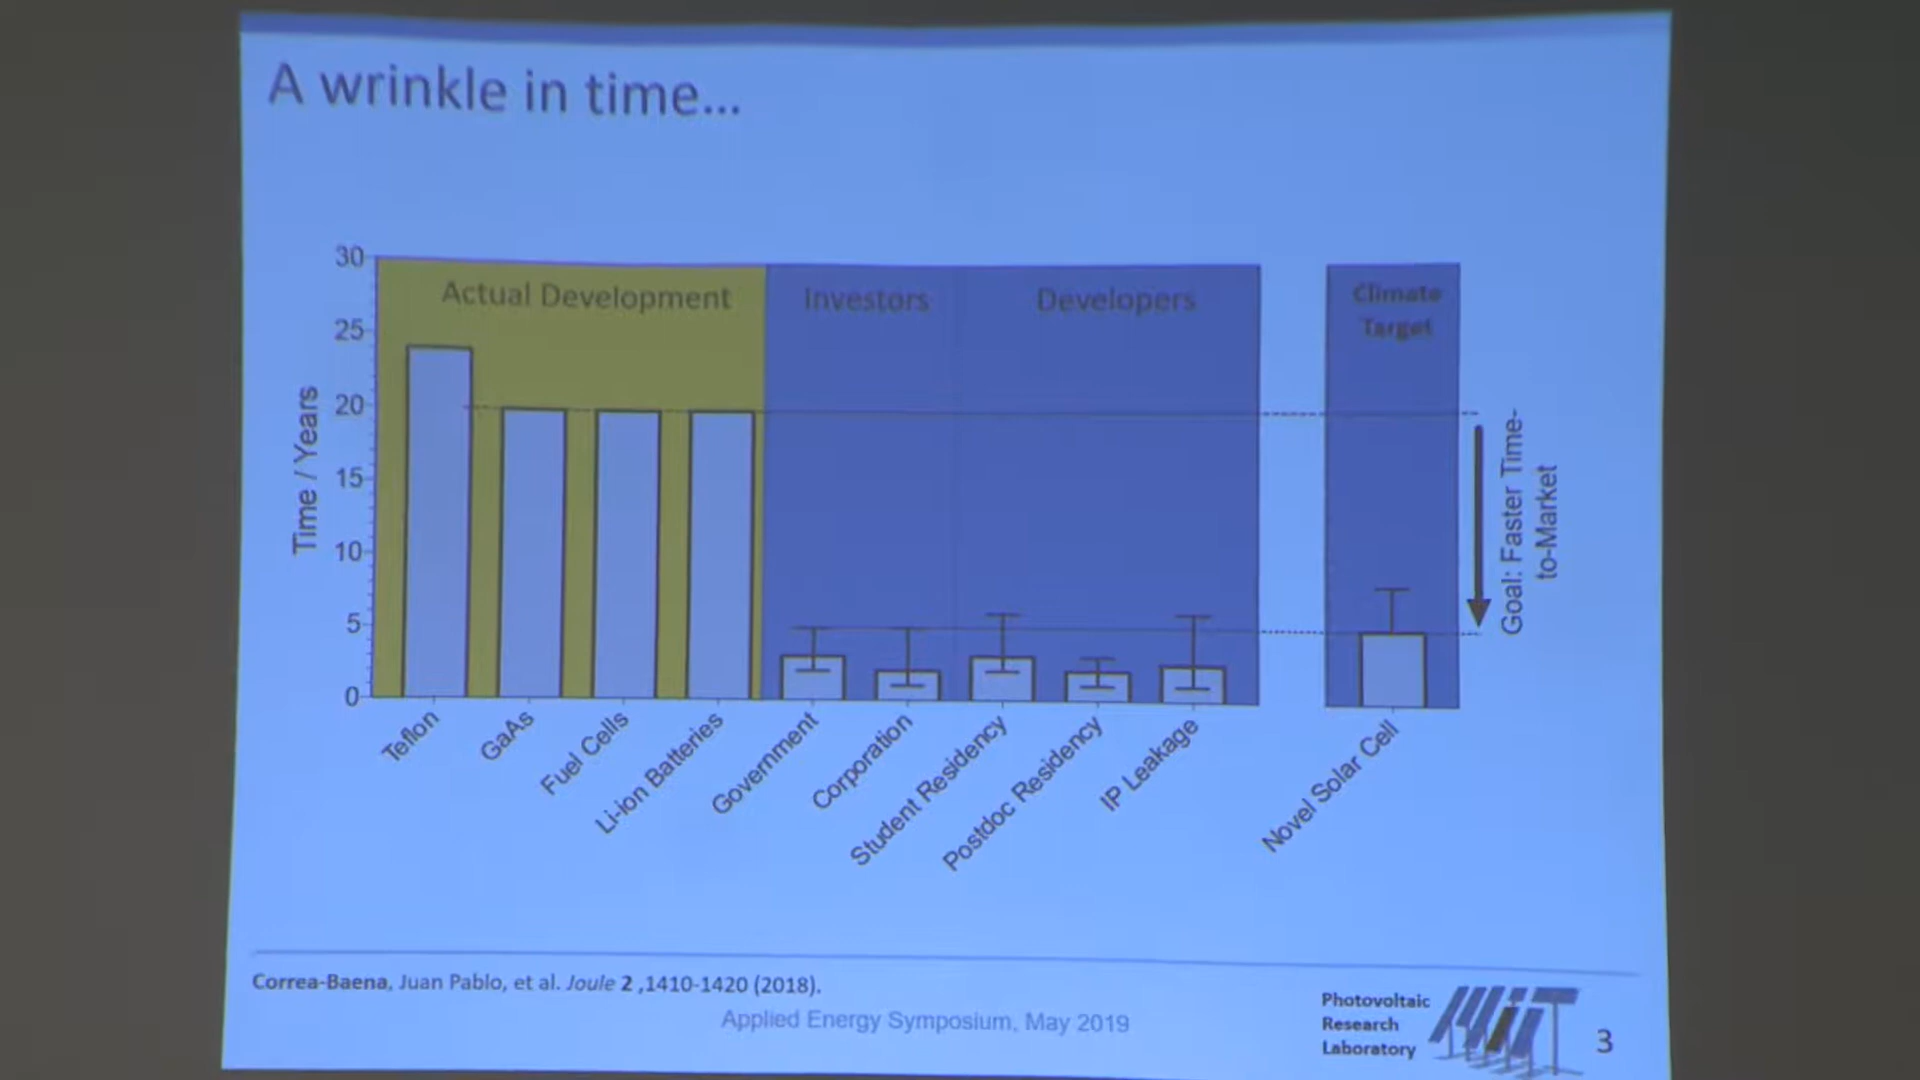 A wrinkle in time...
30
25
20
15
10
5
0
Time / Years
Actual Development
Investors
Developers
Climate
Target
Goal: Faster Time-
to-Market
Teflon
GaAs
Fuel Cells
Li-ion Batteries
Government
Corporation
Student Residency
Postdoc Residency
IP Leakage
Novel Solar Cell
Correa-Baena, Juan Pablo, et al. Joule 2 ,1410-1420 (2018).
Applied Energy Symposium, May 2019
Photovoltaic
Research
Laboratory
MIT
3